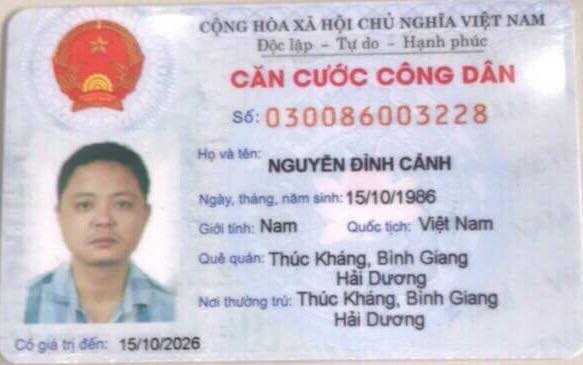 CỘNG HÒA XÃ HỘI CHỦ NGHĨA VIỆT NAM
Độc lập – Tự do – Hạnh phúc
CĂN CƯỚC CÔNG DÂN
Số: 030086003228
Họ và tên: NGUYỄN ĐÌNH CẢNH
Ngày, tháng, năm sinh: 15/10/1986
Giới tính: Nam Quốc tịch: Việt Nam
Quê quán: Thúc Kháng, Bình Giang
Hải Dương
Nơi thường trú: Thúc Kháng, Bình Giang
Hải Dương
Có giá trị đến: 15/10/2026